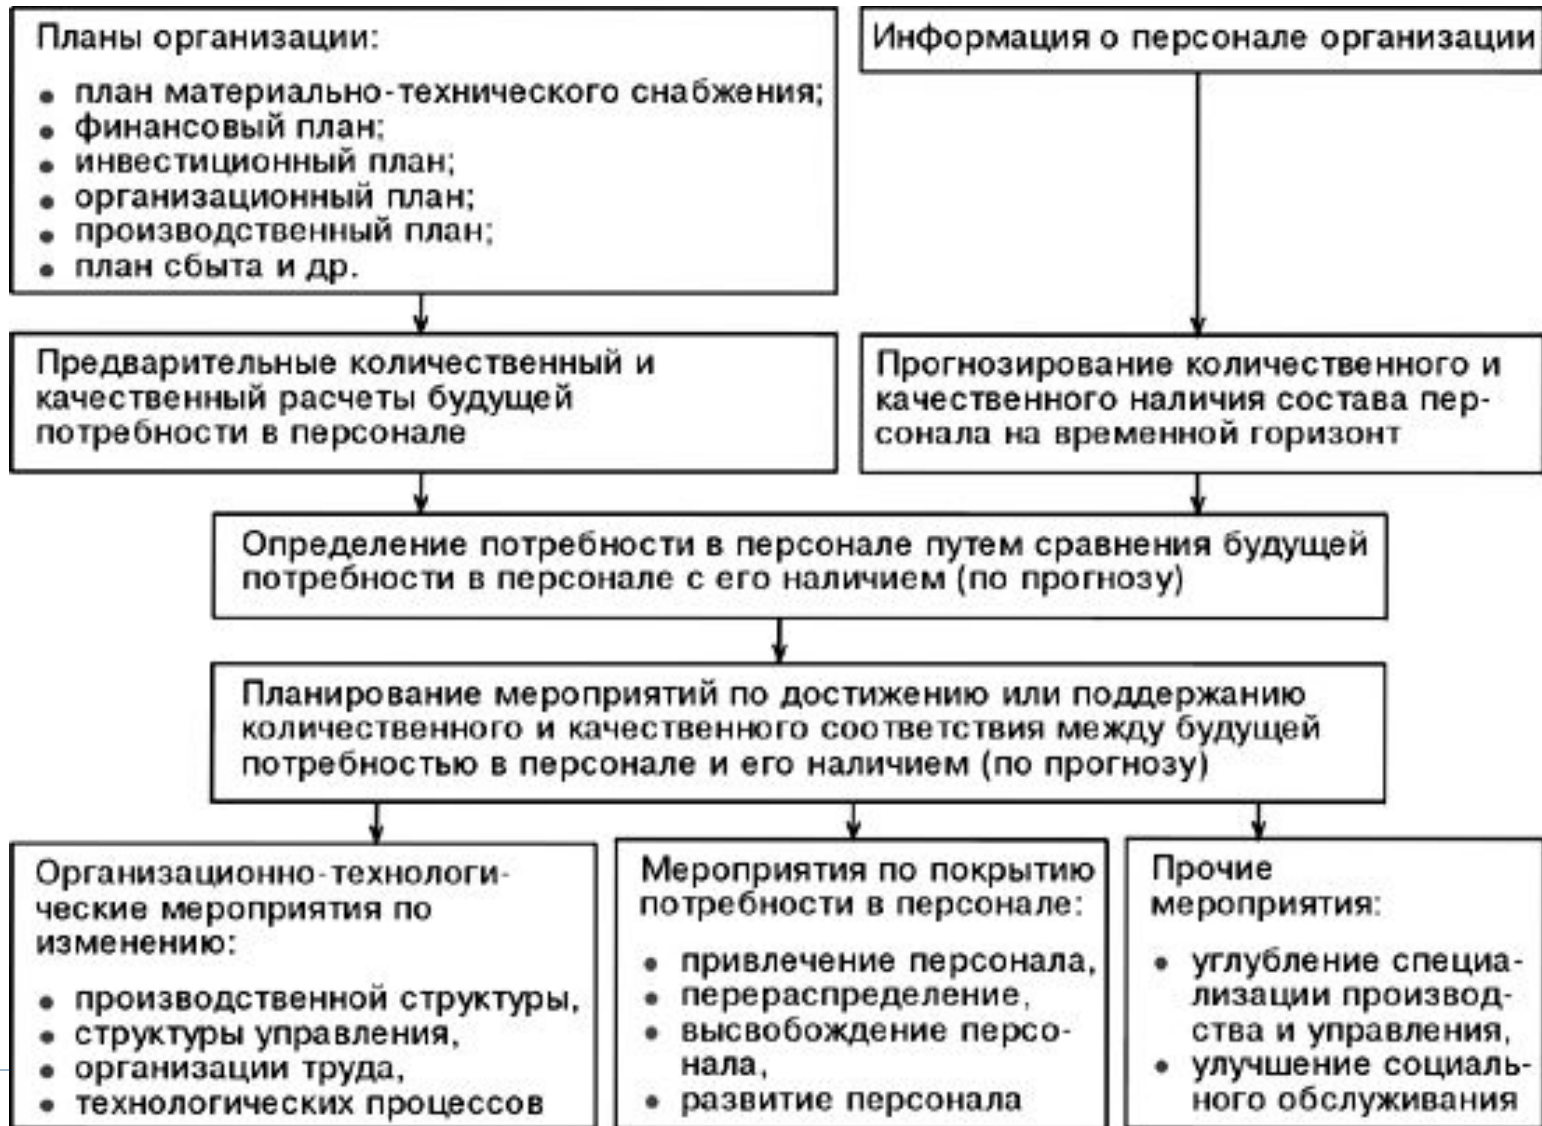 Планы организации:
• план материально-технического снабжения;
• финансовый план;
• инвестиционный план;
• организационный план;
• производственный план;
• план сбыта и др.
Информация о персонале организации
Предварительные количественный и
качественный расчеты будущей
потребности в персонале
Прогнозирование количественного и
качественного наличия состава пер-
сонала на временной горизонт
Определение потребности в персонале путем сравнения будущей
потребности в персонале с его наличием (по прогнозу)
Планирование мероприятий по достижению или поддержанию
количественного и качественного соответствия между будущей
потребностью в персонале и его наличием (по прогнозу)
Организационно-технологи-
ческие мероприятия по
изменению:
• производственной структуры,
• структуры управления,
• организации труда,
• технологических процессов
Мероприятия по покрытию
потребности в персонале:
• привлечение персонала,
• перераспределение,
• высвобождение персо-
нала,
• развитие персонала
Прочие
мероприятия:
• углубление специа-
лизации производ-
ства и управления,
• улучшение социаль-
ного обслуживания